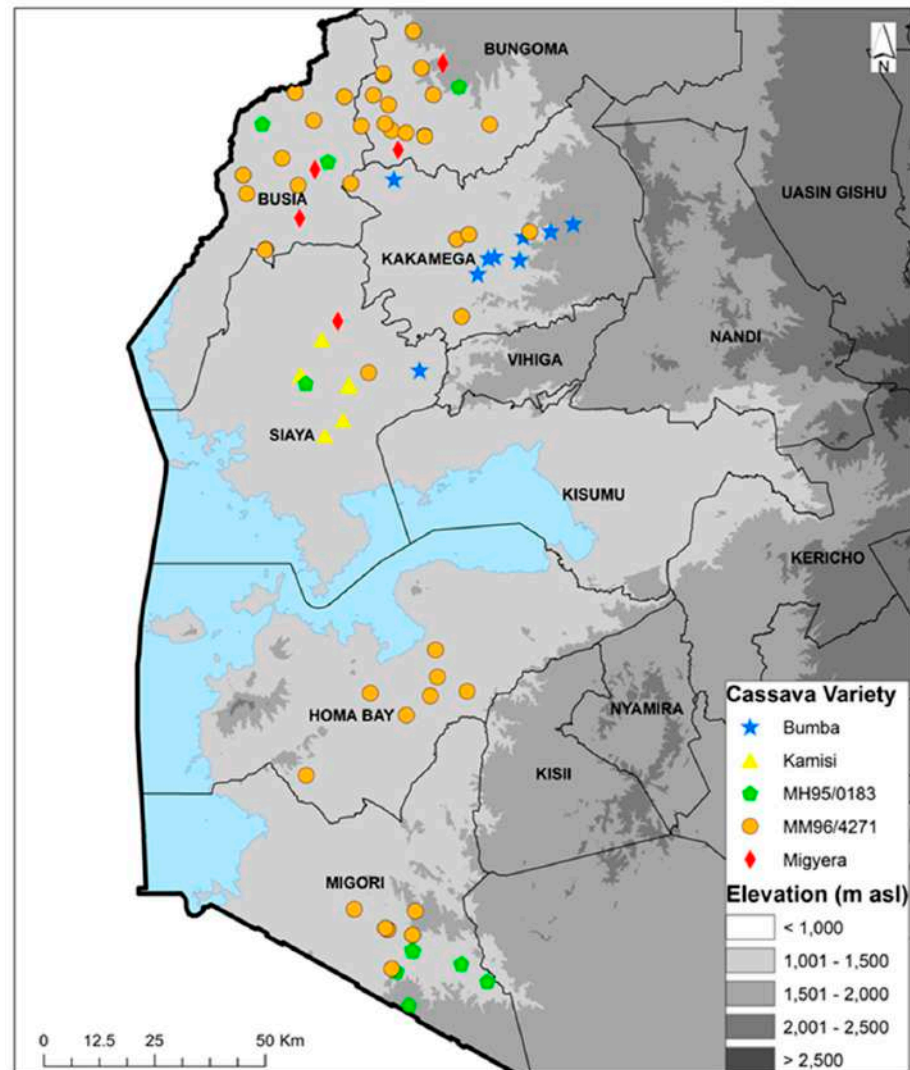 BUNGOMA
N
UASIN GISHU
BUSIA
KAKAMEGA
NANDI
VIHIGA
SIAYA
KISUMU
KERICHO
HOMA BAY
NYAMIRA
KISII
MIGORI
Cassava Variety
Bumba
Kamisi
MH95/0183
MM96/4271
Migyera
Elevation (m asl)
< 1,000
1,001 - 1,500
1,501 - 2,000
2,001 - 2,500
> 2,500
0 12.5 25 50 Km